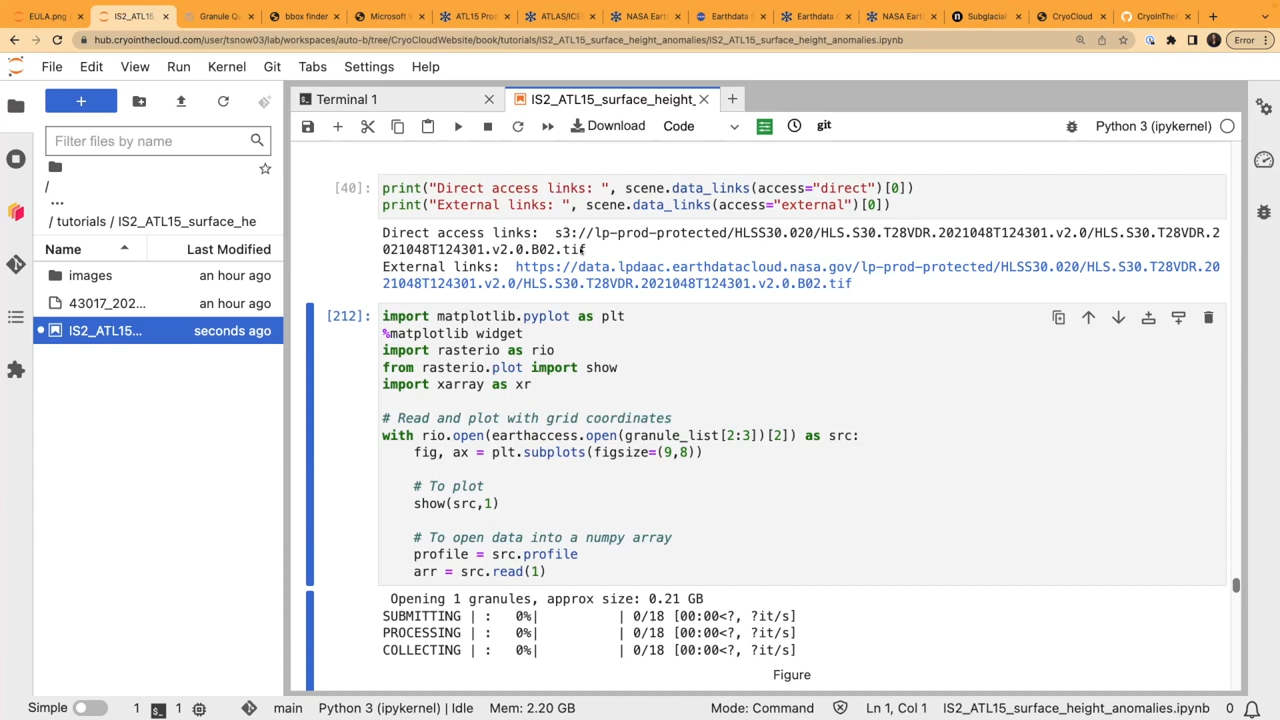 EULA.png
IS2_ATL15
Granule Qu
bbox finder
Microsoft
ATL15 Pro
ATLAS/ICE
NASA Eart
Earthdata S
Earthdata
NASA Eart
Subglacial
CryoCloud
CryoInThe
hub.cryointhecloud.com/user/tsnow03/lab/workspaces/auto-b/tree/CryoCloudWebsite/book/tutorials/IS2_ATL15_surface_height_anomalies/IS2_ATL15_surface_height_anomalies.ipynb
Error
File Edit View Run Kernel Git Tabs Settings Help
Terminal 1
IS2_ATL15_surface_height_
Download Code git Python 3 (ipykernel)
Filter files by name
/
...
/ tutorials / IS2_ATL15_surface_he
Name Last Modified
images an hour ago
43017_202... an hour ago
IS2_ATL15... seconds ago
[40]: print("Direct access links: ", scene.data_links(access="direct")[0])
print("External links: ", scene.data_links(access="external")[0])
Direct access links:  s3://lp-prod-protected/HLSS30.020/HLS.S30.T28VDR.2021048T124301.v2.0/HLS.S30.T28VDR.2
021048T124301.v2.0.B02.tif
External links:  https://data.lpdaac.earthdatacloud.nasa.gov/lp-prod-protected/HLSS30.020/HLS.S30.T28VDR.20
21048T124301.v2.0/HLS.S30.T28VDR.2021048T124301.v2.0.B02.tif
[212]: import matplotlib.pyplot as plt
%matplotlib widget
import rasterio as rio
from rasterio.plot import show
import xarray as xr
# Read and plot with grid coordinates
with rio.open(earthaccess.open(granule_list[2:3])[2]) as src:
fig, ax = plt.subplots(figsize=(9,8))
# To plot
show(src,1)
# To open data into a numpy array
profile = src.profile
arr = src.read(1)
Opening 1 granules, approx size: 0.21 GB
SUBMITTING | :   0%|          | 0/18 [00:00<?, ?it/s]
PROCESSING | :   0%|          | 0/18 [00:00<?, ?it/s]
COLLECTING | :   0%|          | 0/18 [00:00<?, ?it/s]
Figure
Simple 1 1 main Python 3 (ipykernel) | Idle Mem: 2.20 GB Mode: Command Ln 1, Col 1 IS2_ATL15_surface_height_anomalies.ipynb 0